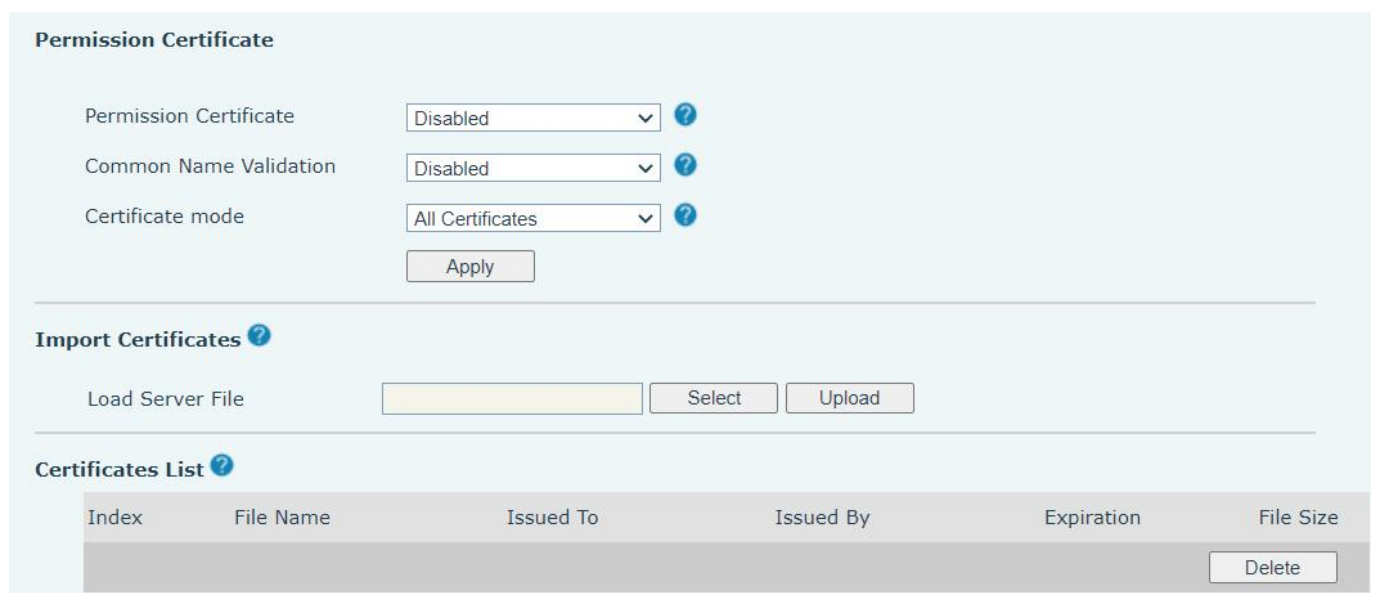 Permission Certificate
Permission Certificate Disabled ?
Common Name Validation Disabled ?
Certificate mode All Certificates ?
Apply
Import Certificates ?
Load Server File Select Upload
Certificates List ?
Index File Name Issued To Issued By Expiration File Size
Delete